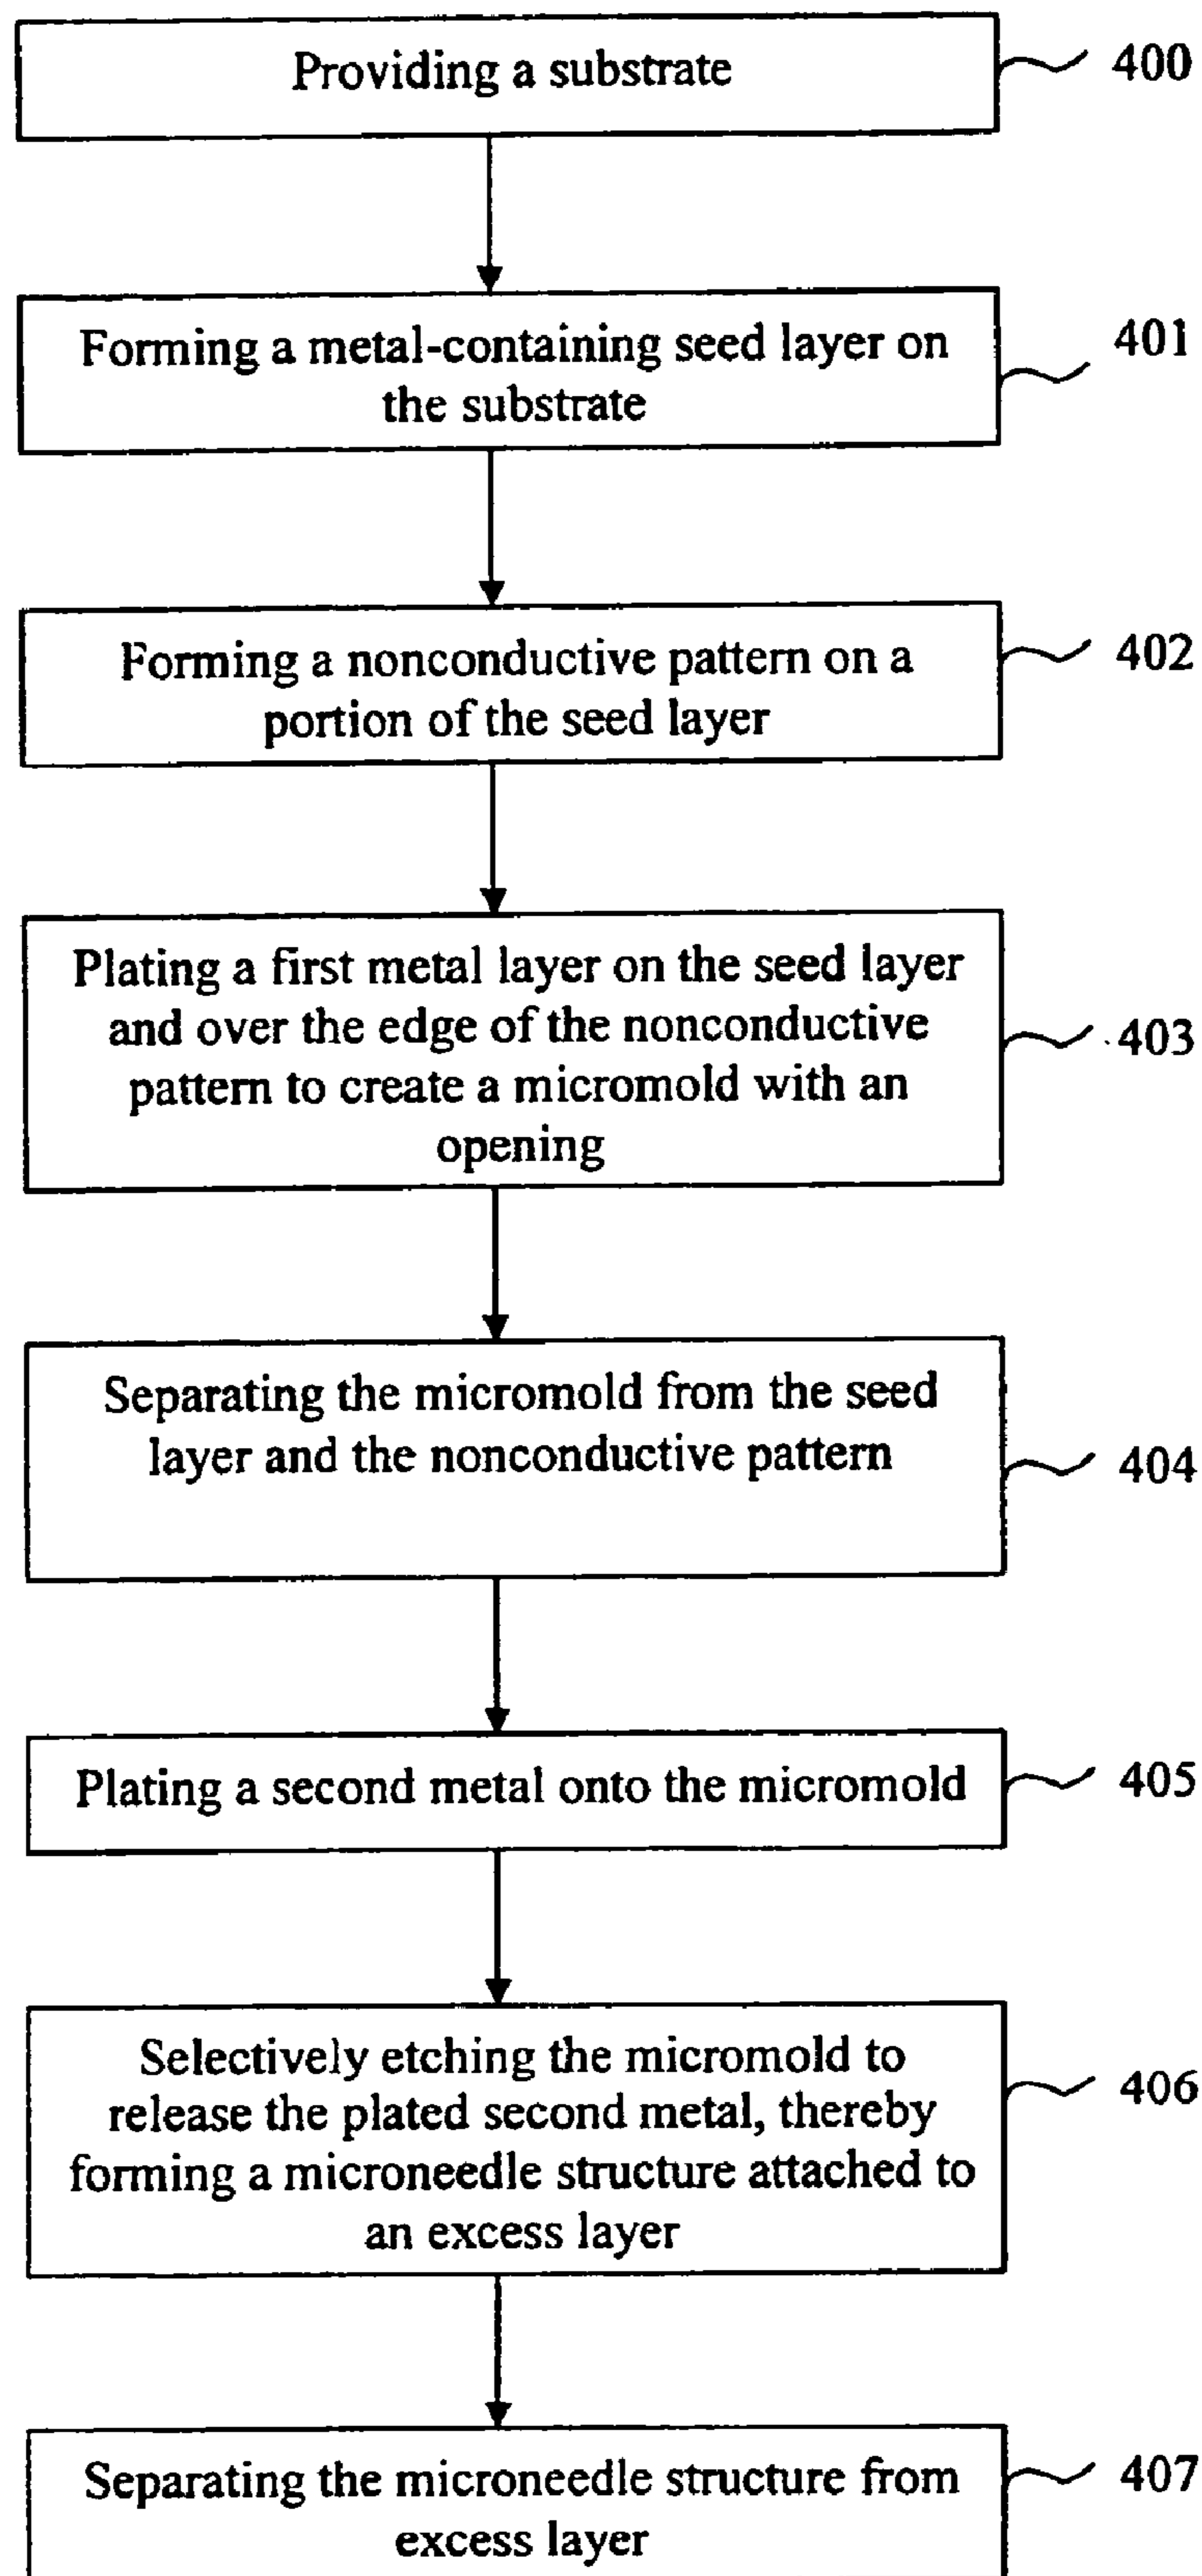 Providing a substrate
400
Forming a metal-containing seed layer on
the substrate
401
Forming a nonconductive pattern on a
portion of the seed layer
402
Plating a first metal layer on the seed layer
and over the edge of the nonconductive
pattern to create a micromold with an
opening
403
Separating the micromold from the seed
layer and the nonconductive pattern
404
Plating a second metal onto the micromold
405
Selectively etching the micromold to
release the plated second metal, thereby
forming a microneedle structure attached to
an excess layer
406
Separating the microneedle structure from
excess layer
407